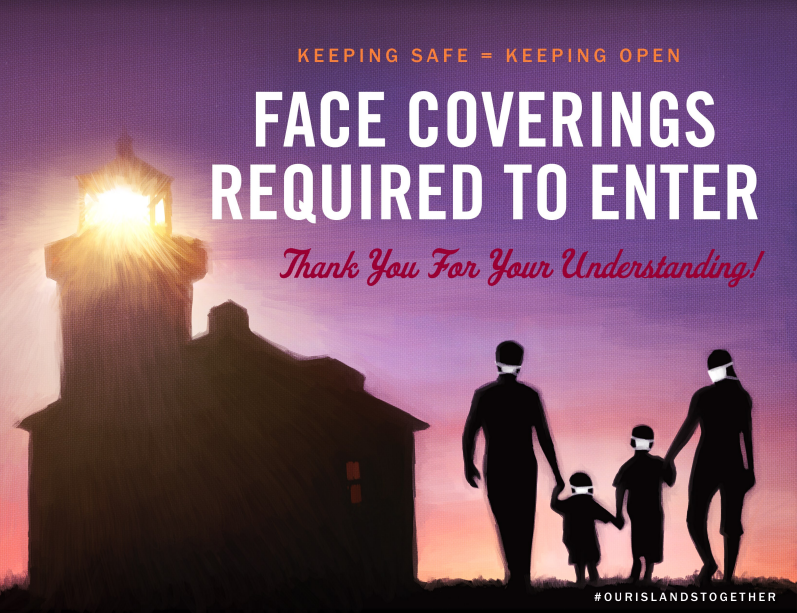 KEEPING SAFE = KEEPING OPEN
FACE COVERINGS
REQUIRED TO ENTER
Thank You For Your Understanding!
#OURISLANDSTOGETHER